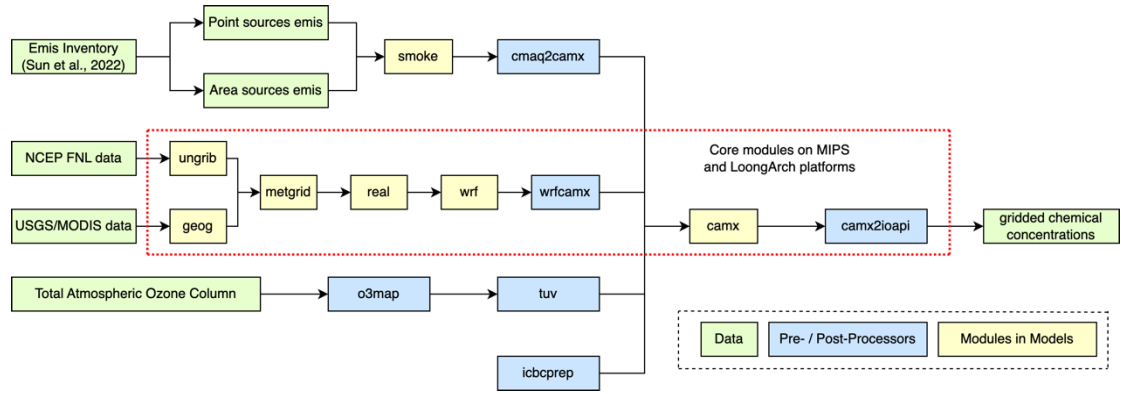 Point sources emis
Emis Inventory
(Sun et al., 2022)
smoke
cmaq2camx
Area sources emis
Core modules on MIPS
and LoongArch platforms
NCEP FNL data
ungrib
metgrid
real
wrf
wrfcamx
USGS/MODIS data
geog
camx
camx2ioapi
gridded chemical
concentrations
Total Atmospheric Ozone Column
o3map
tuv
Data
Pre- / Post-Processors
Modules in Models
icbcprep